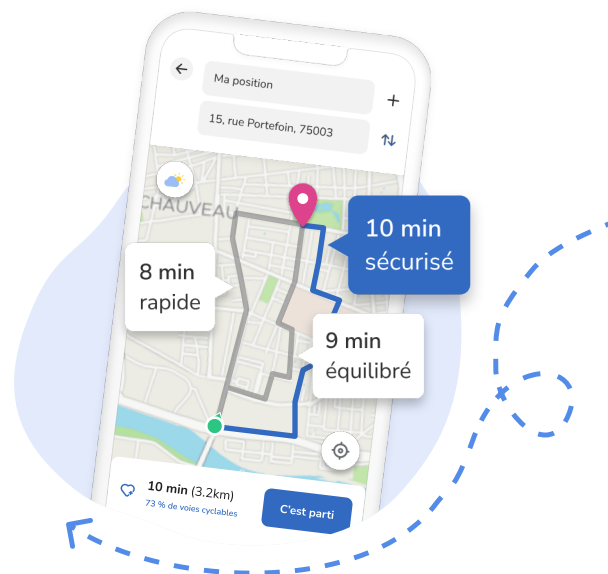 Ma position
15, rue Portefoin, 75003
CHAUVEAU
10 min
sécurisé
8 min
rapide
9 min
équilibré
10 min (3.2km)
73 % de voies cyclables
C'est parti